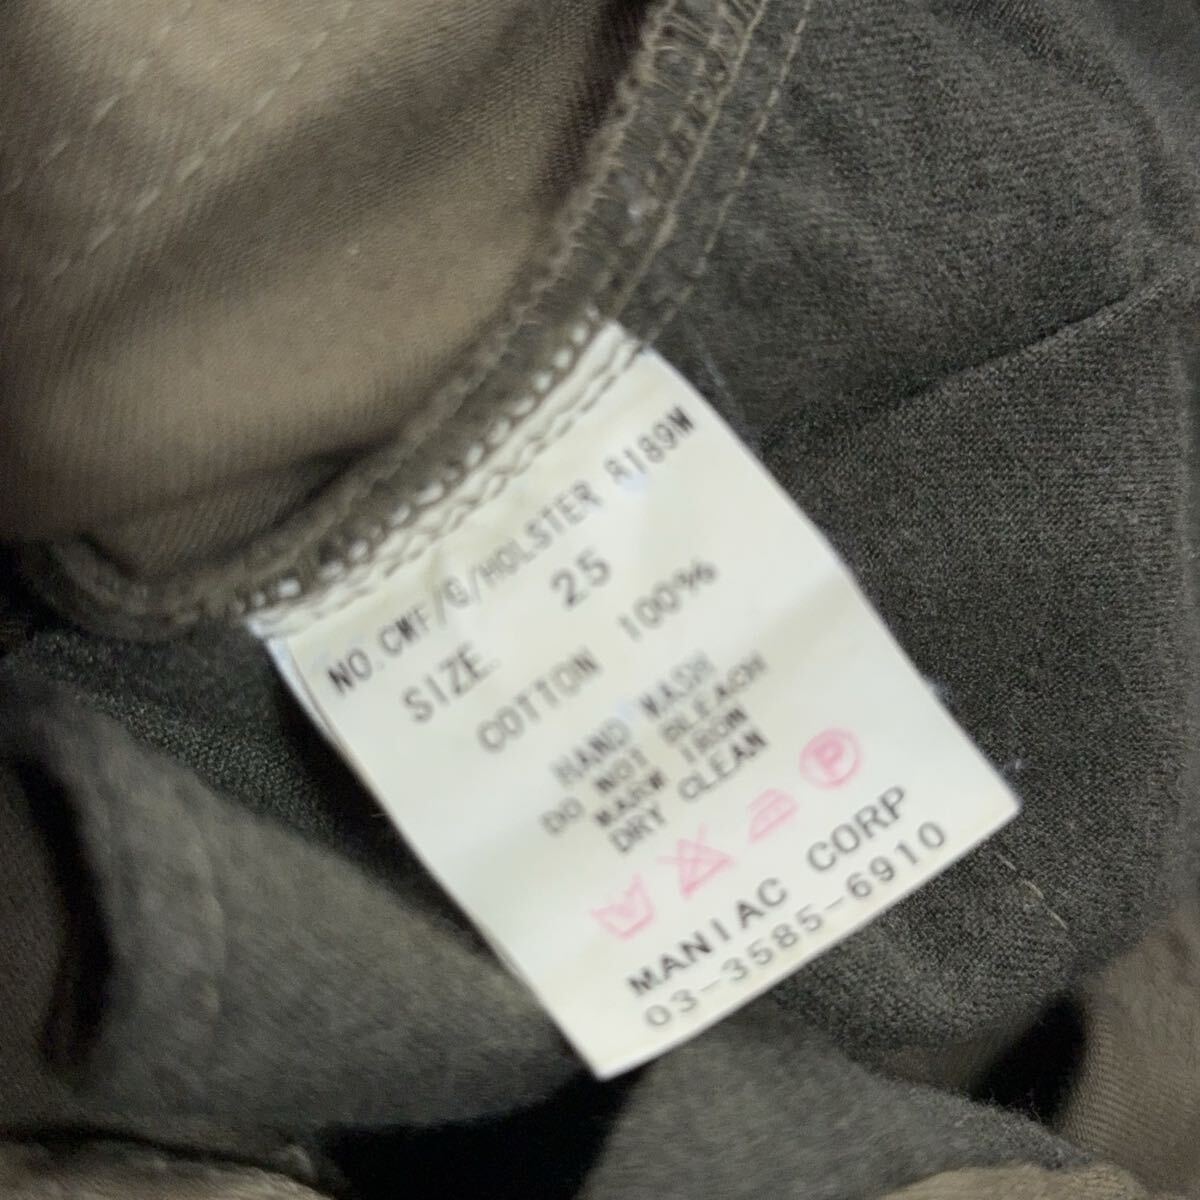 NO.CWF/G/HOLSTER R189W
SIZE. 25
COTTON 100%
HAND WASH
DO NOT BLEACH
WARM IRON
DRY CLEAN
P
MANIAC CORP
03-3585-6910